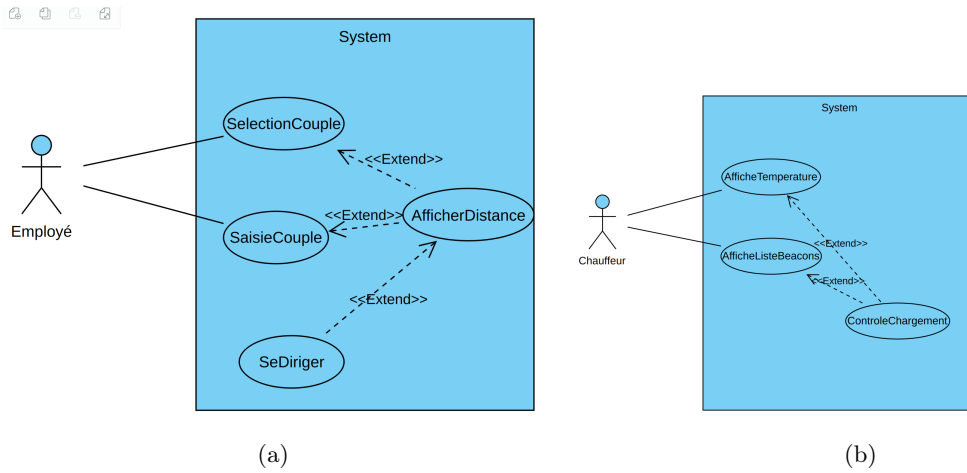 System
SelectionCouple
<<Extend>>
AfficherDistance
<<Extend>>
SaisieCouple
Employé
<<Extend>>
SeDiriger
(a)
System
AfficheTemperature
<<Extend>>
AfficheListeBeacons
Chauffeur
<<Extend>>
ControleChargement
(b)